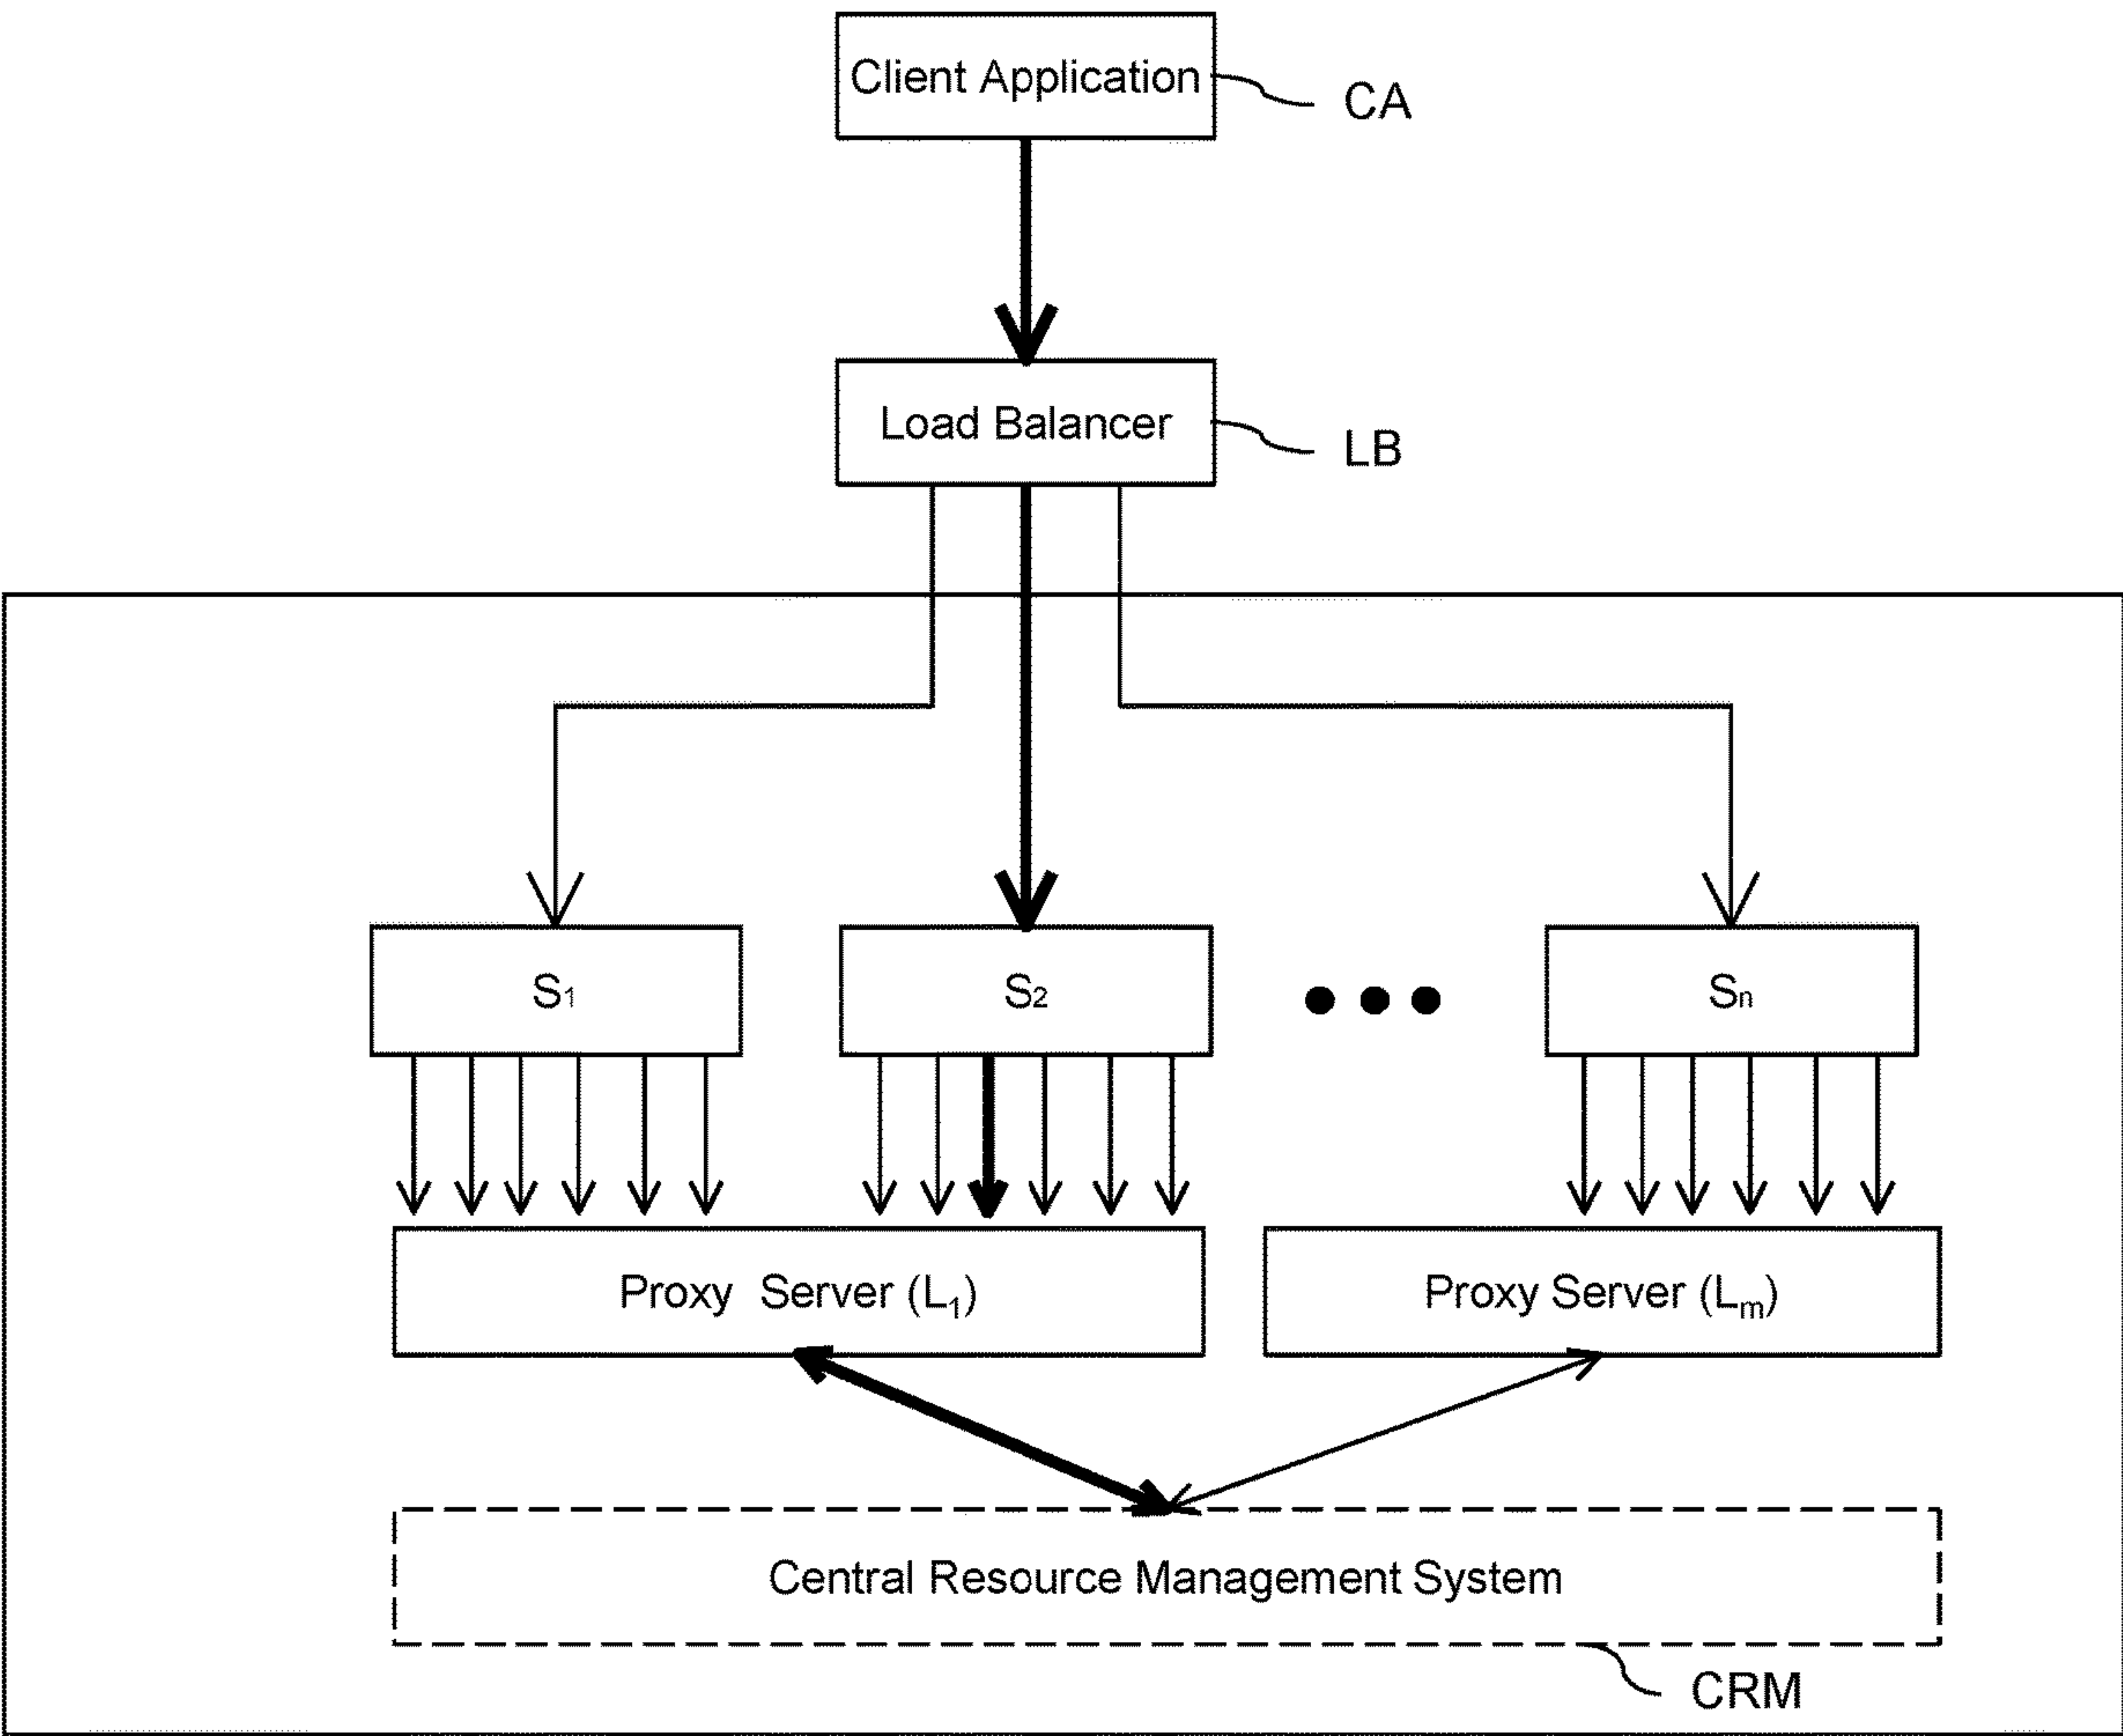 Client Application
CA
Load Balancer
LB
S1
S2
Sn
Proxy Server (L1)
Proxy Server (Lm)
Central Resource Management System
CRM